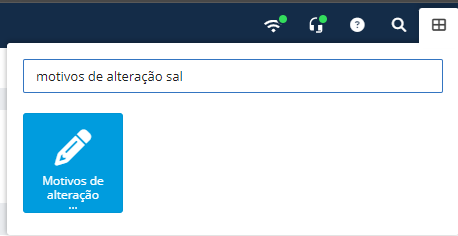 motivos de alteração sal
Motivos de
alteração
...